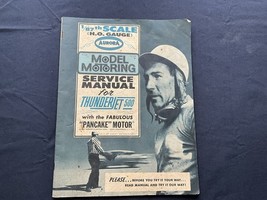 1/87th SCALE
(H.O. GAUGE)
AURORA
MODEL
MOTORING
SERVICE
MANUAL
for
THUNDERJET 500
with the FABULOUS
"PANCAKE" MOTOR
PLEASE... BEFORE YOU TRY IT YOUR WAY...
READ MANUAL AND TRY IT OUR WAY!